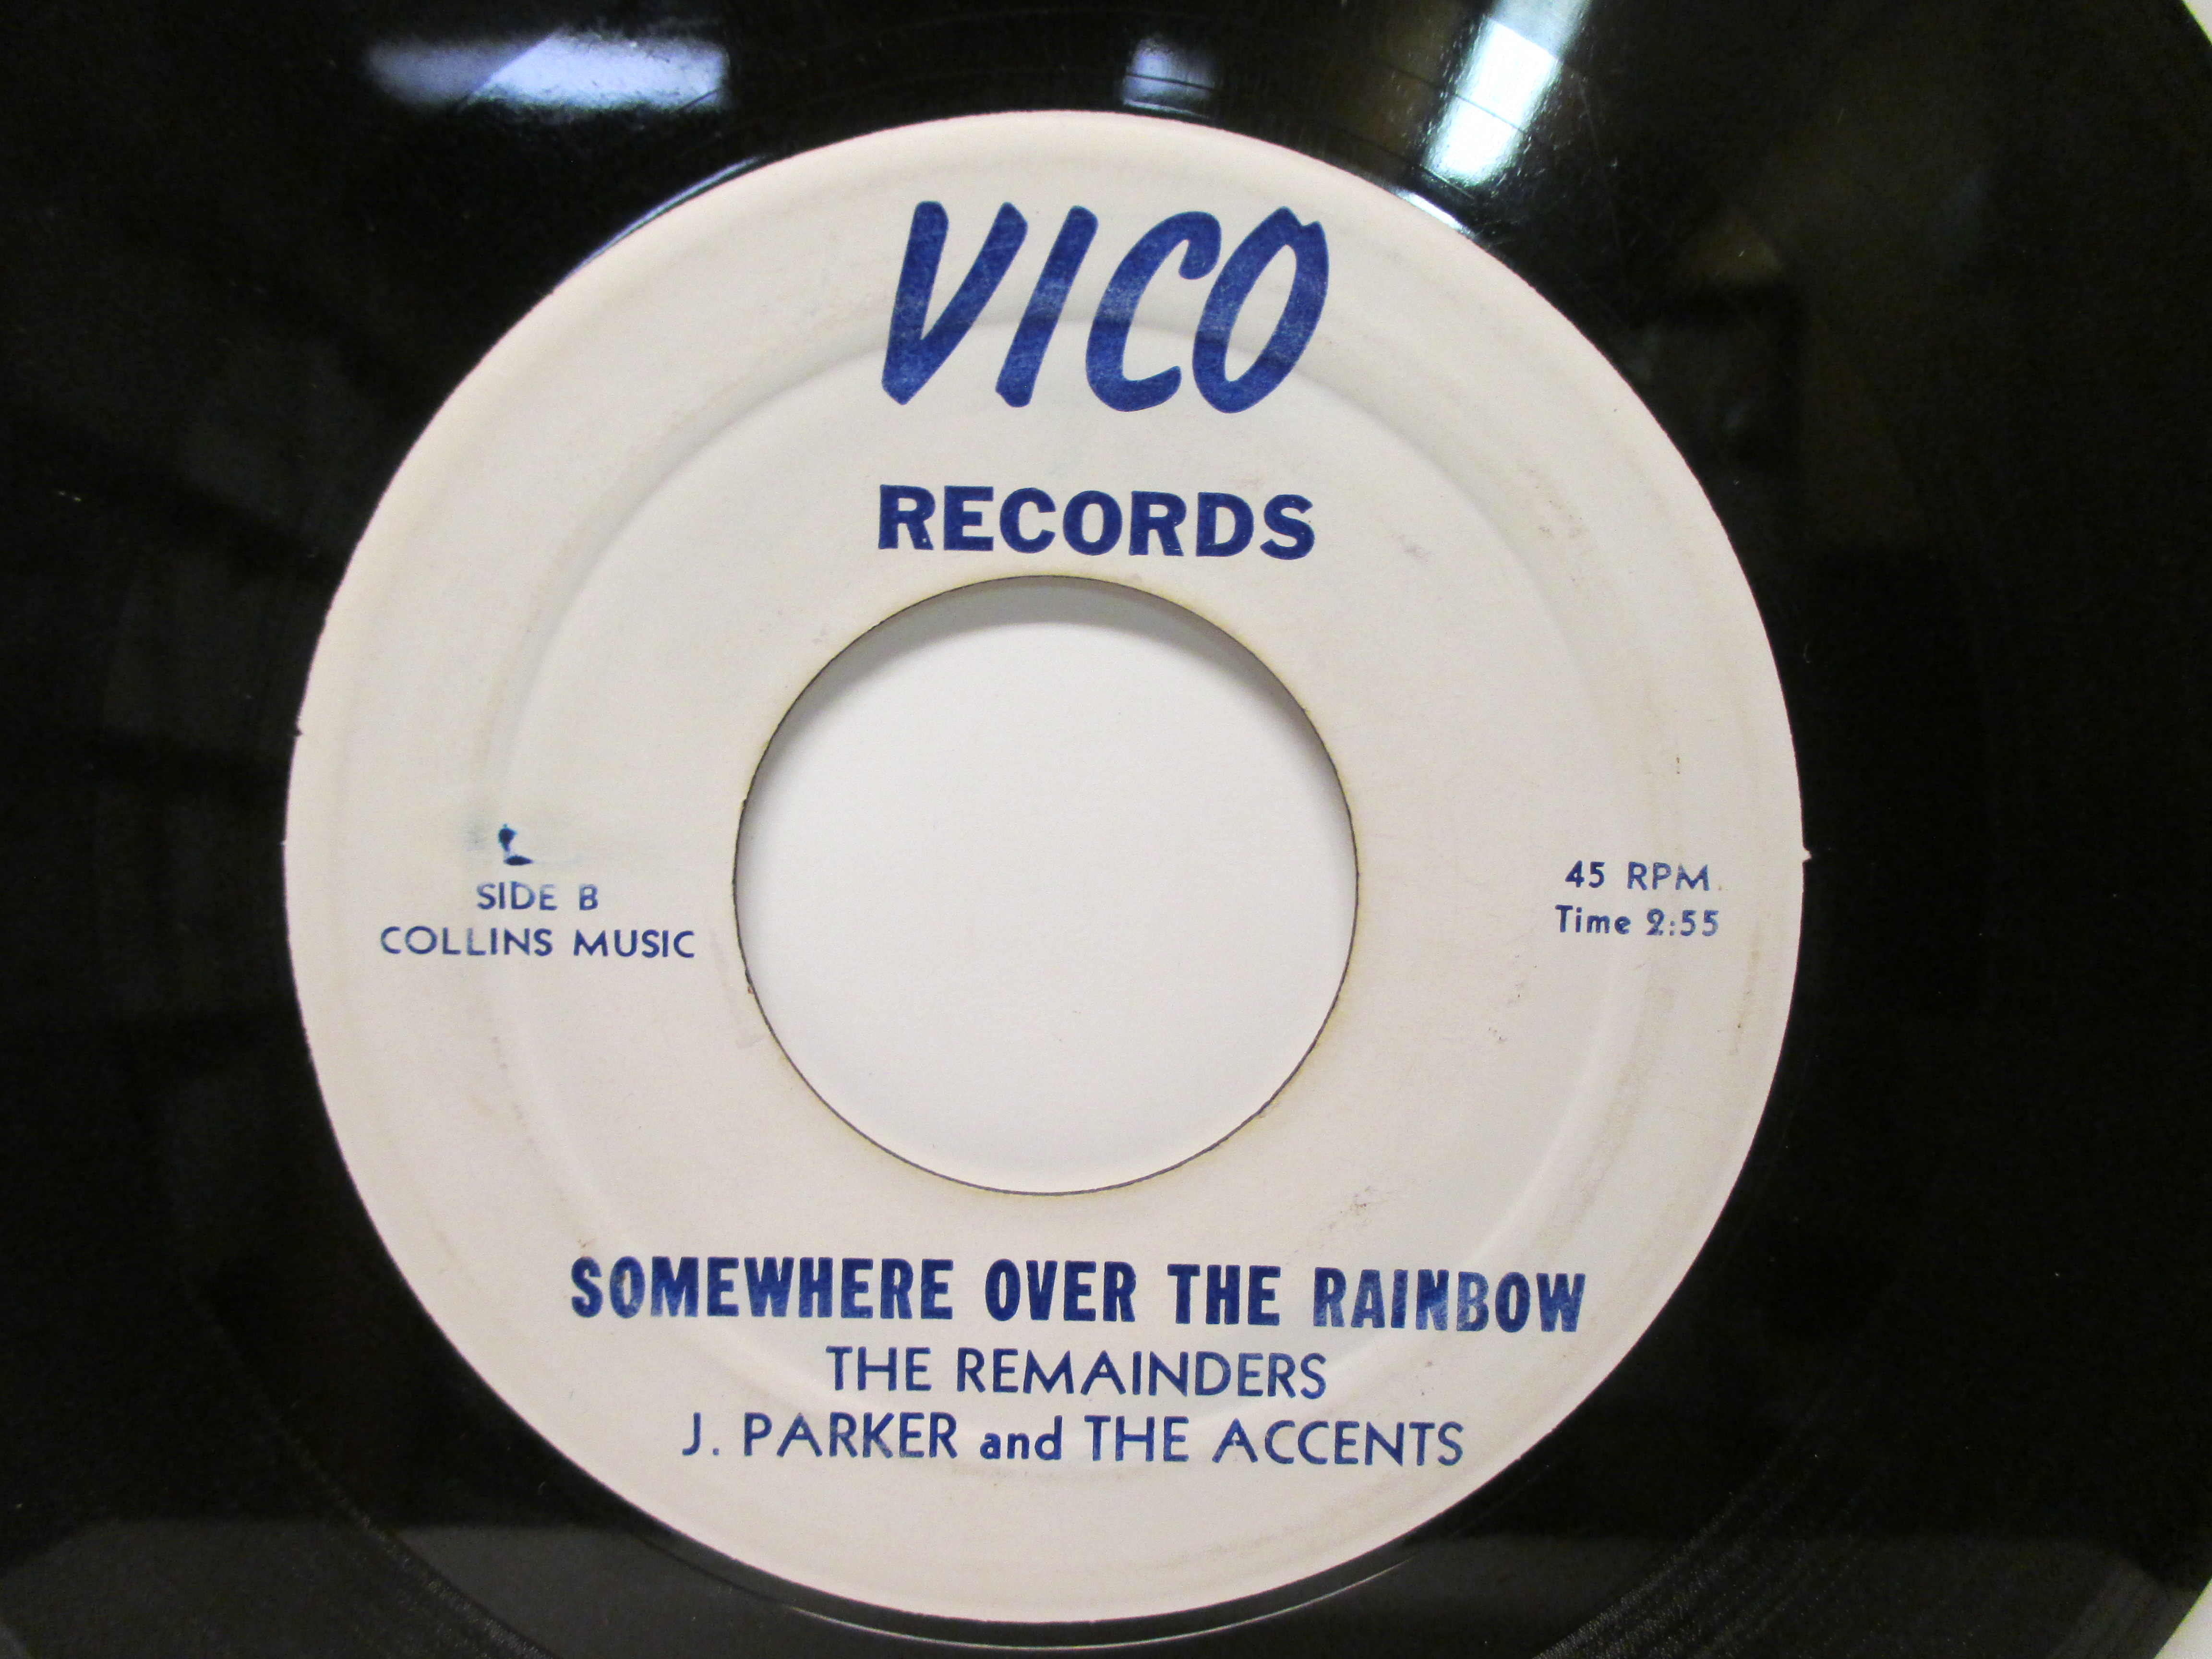 VICO
RECORDS
SIDE B
COLLINS MUSIC
45 RPM.
Time 2:55
SOMEWHERE OVER THE RAINBOW
THE REMAINDERS
J. PARKER and THE ACCENTS